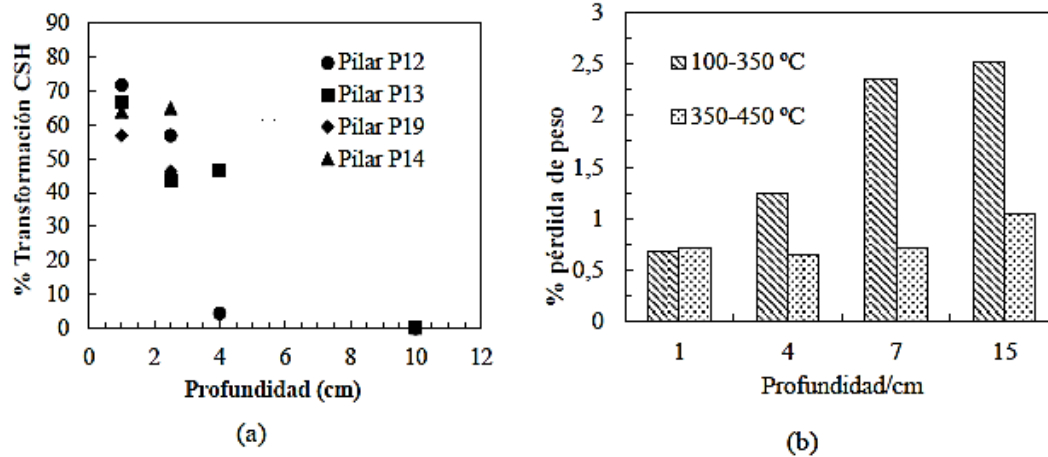 90
80
70
60
50
40
30
20
10
0
% Transformación CSH
Pilar P12
Pilar P13
Pilar P19
Pilar P14
0 2 4 6 8 10 12
Profundidad (cm)
(a)
3
2,5
2
1,5
1
0,5
0
% pérdida de peso
100-350 ºC
350-450 ºC
1 4 7 15
Profundidad/cm
(b)